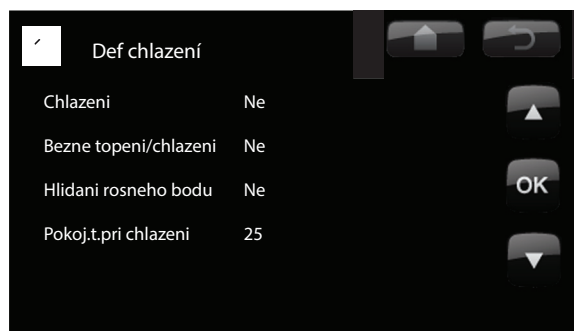 Def chlazení
Chlazeni Ne
Bezne topeni/chlazeni Ne
Hlidani rosneho bodu Ne
OK
Pokoj.t.pri chlazeni 25